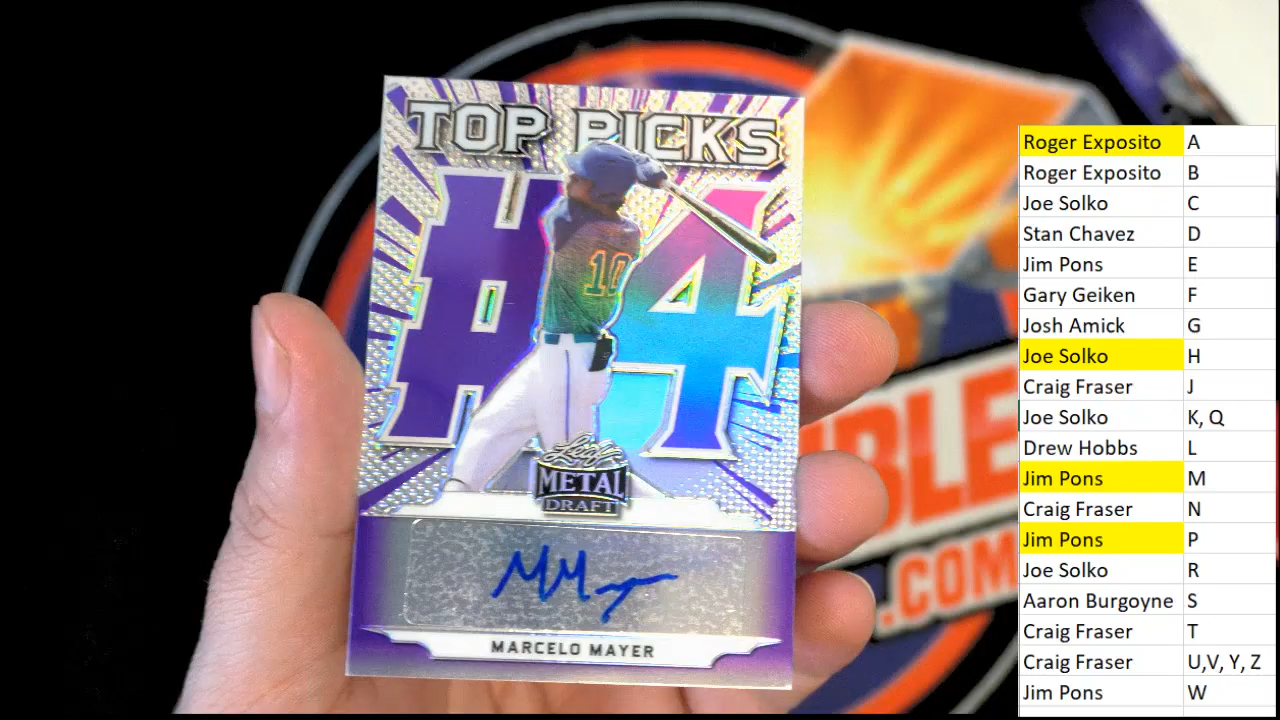 TOP PICKS
#4
10
Leaf
METAL
DRAFT
MMay
MARCELO MAYER
BLE
.COM
Roger Exposito A
Roger Exposito B
Joe Solko C
Stan Chavez D
Jim Pons E
Gary Geiken F
Josh Amick G
Joe Solko H
Craig Fraser J
Joe Solko K, Q
Drew Hobbs L
Jim Pons M
Craig Fraser N
Jim Pons P
Joe Solko R
Aaron Burgoyne S
Craig Fraser T
Craig Fraser U,V, Y, Z
Jim Pons W